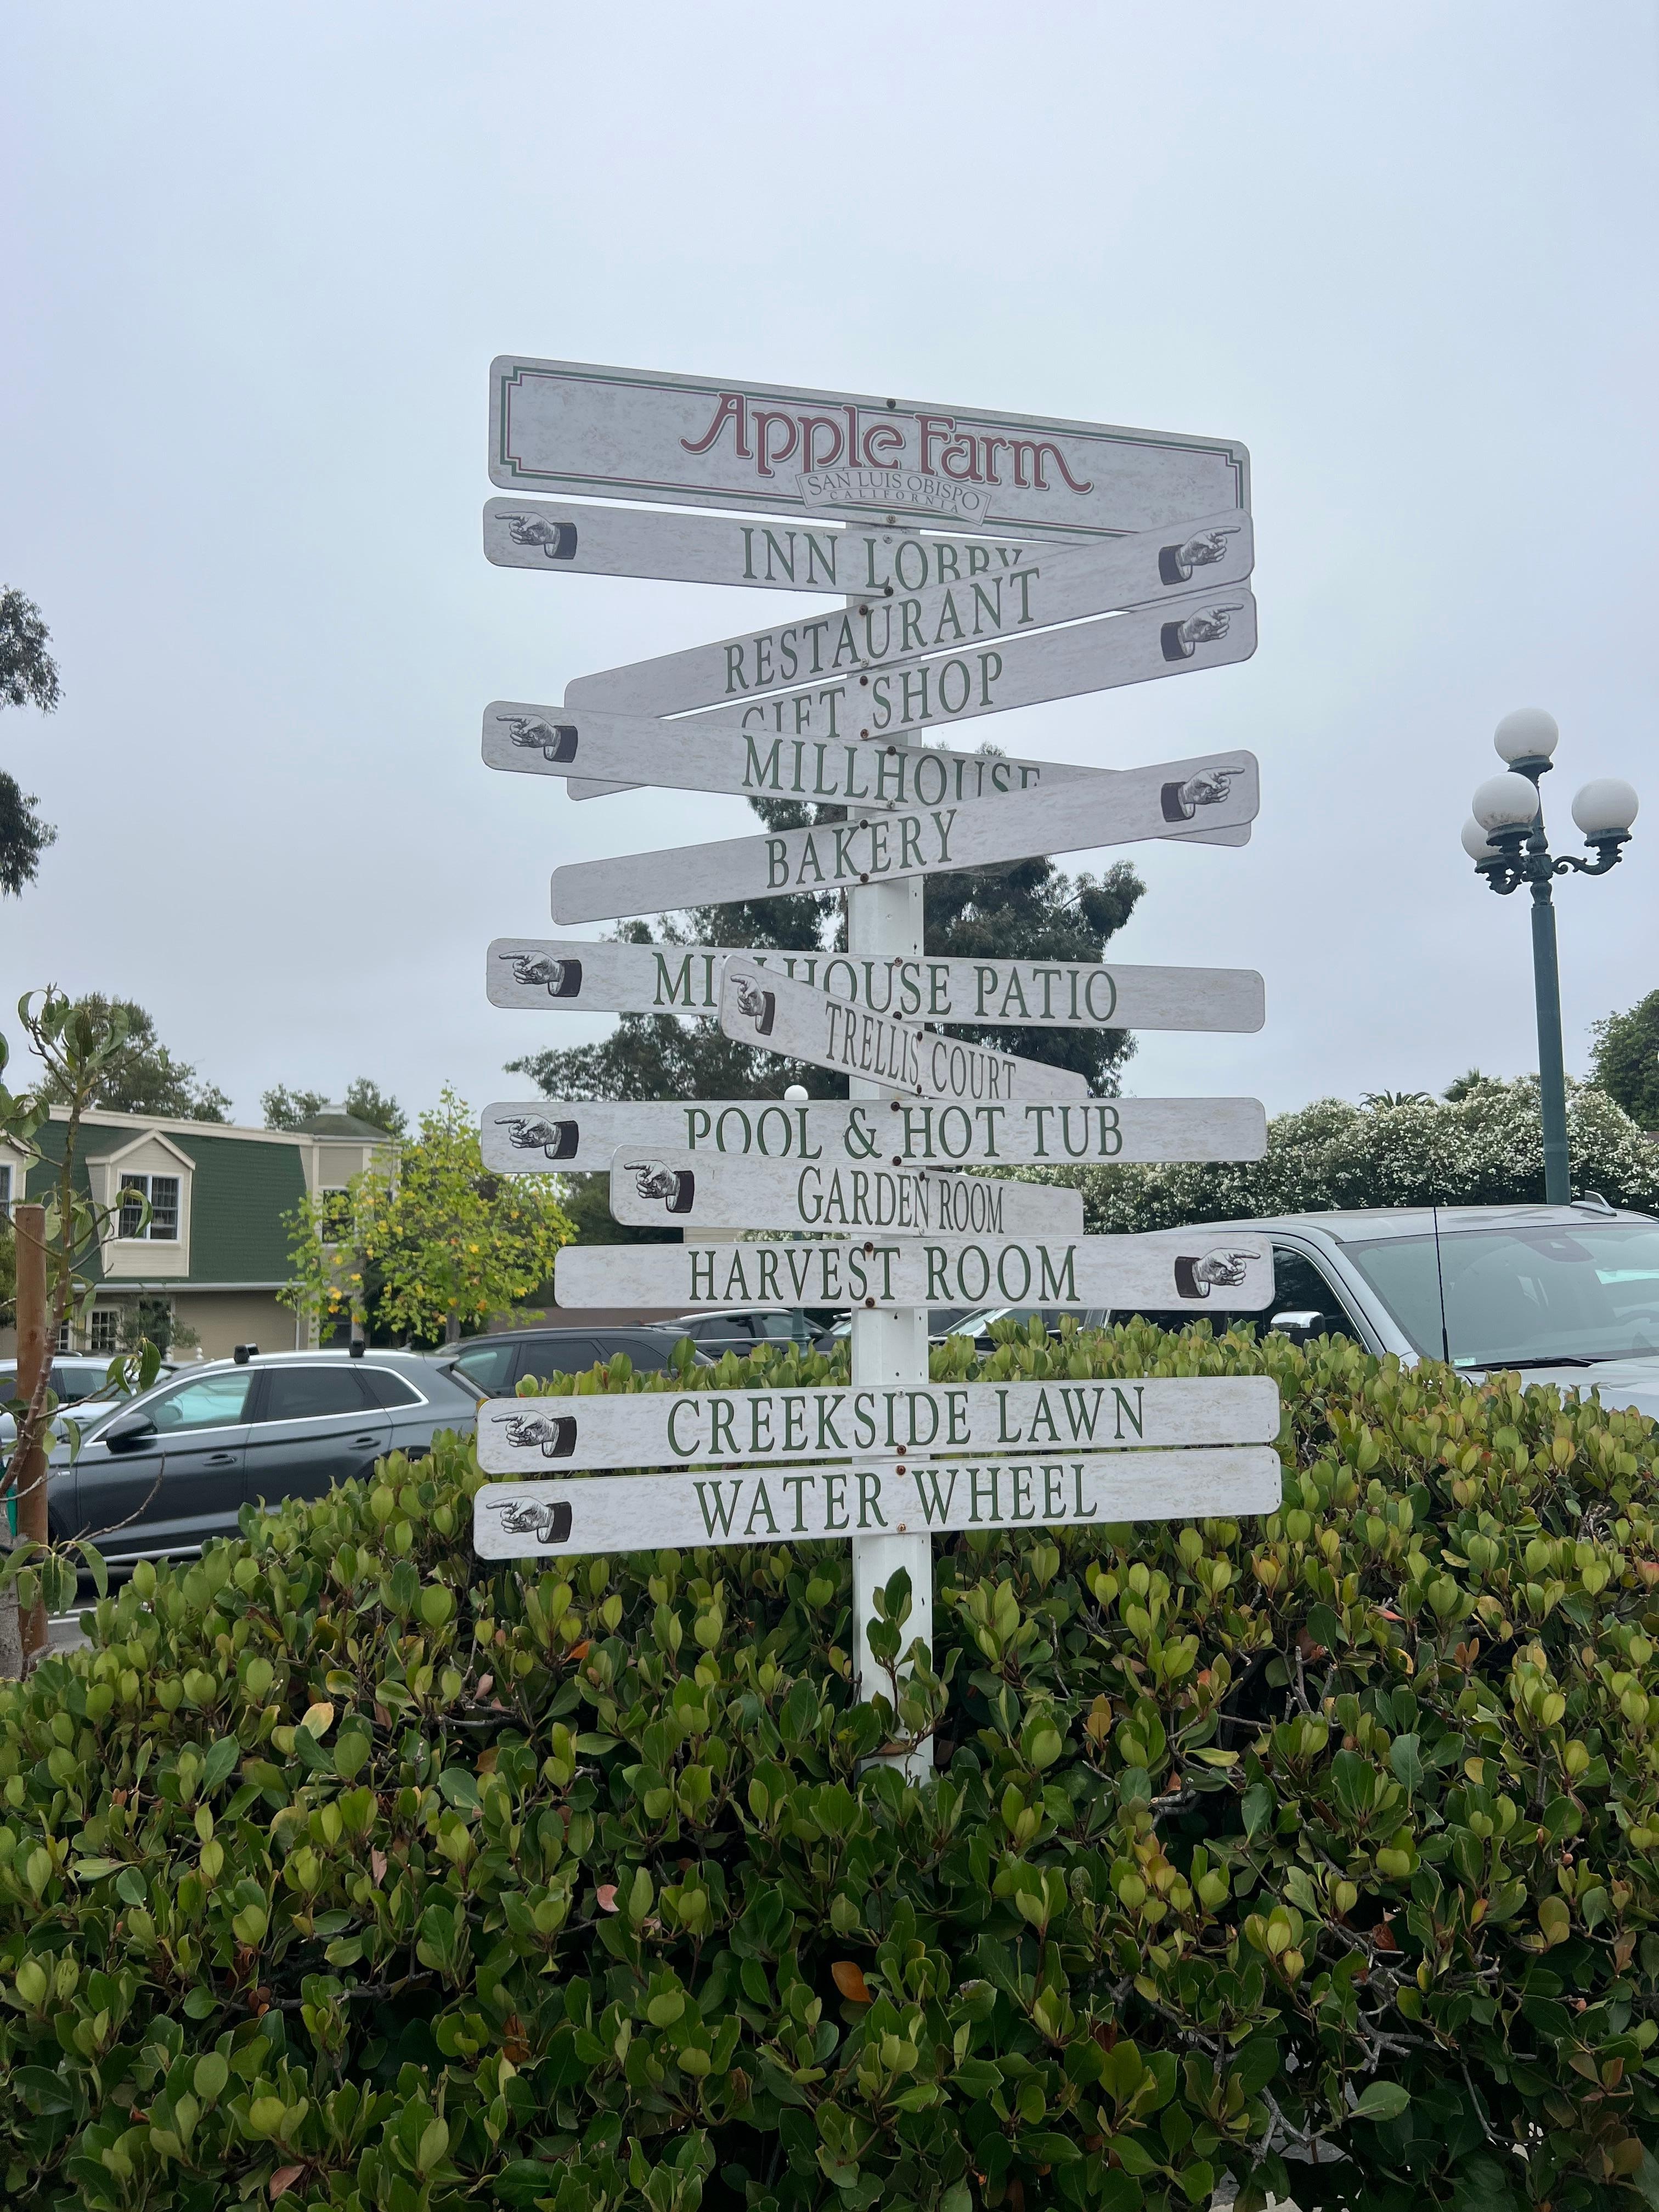 Apple Farm
SAN LUIS OBISPO
CALIFORNIA
INN LOBBY
RESTAURANT
GIFT SHOP
MILLHOUSE
BAKERY
MILLHOUSE PATIO
TRELLIS COURT
POOL & HOT TUB
GARDEN ROOM
HARVEST ROOM
CREEKSIDE LAWN
WATER WHEEL